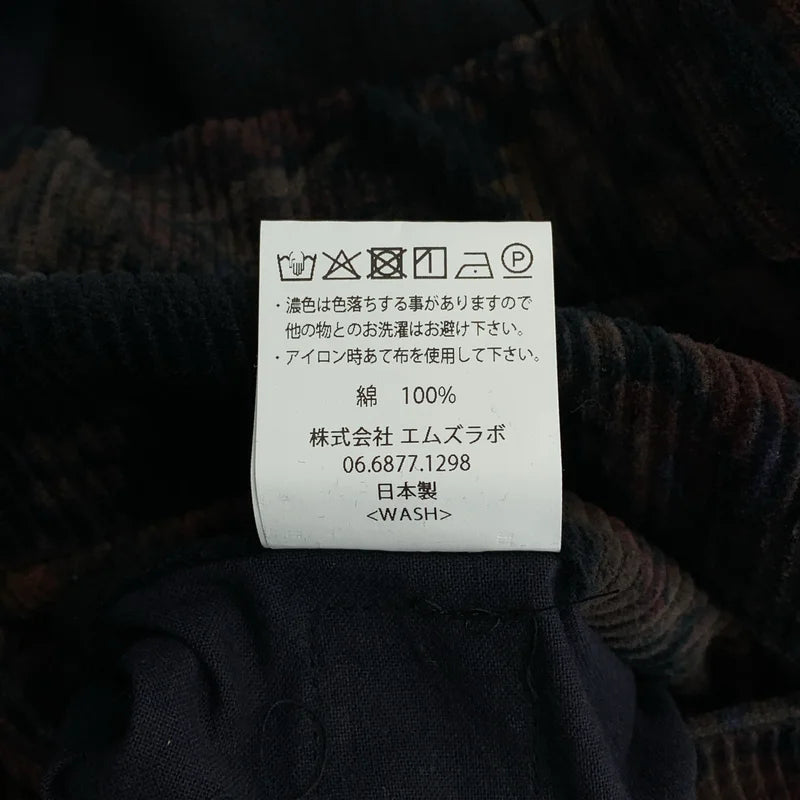 ・濃色は色落ちする事がありますので
他の物とのお洗濯はお避け下さい。
・アイロン時あて布を使用して下さい。
綿 100%
株式会社 エムズラボ
06.6877.1298
日本製
<WASH>